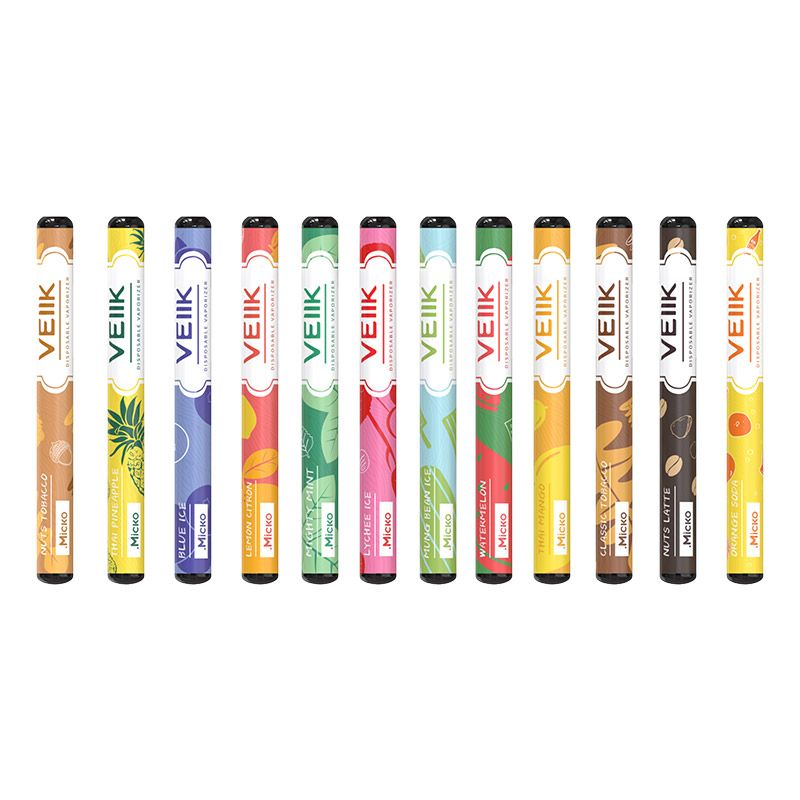 VEIIK
DISPOSABLE VAPORIZER
NUTS TOBACCO
.MICKO
VEIIK
DISPOSABLE VAPORIZER
THAI PINEAPPLE
.MICKO
VEIIK
DISPOSABLE VAPORIZER
BLUE ICE
.MICKO
VEIIK
DISPOSABLE VAPORIZER
LEMON CITRON
.MICKO
VEIIK
DISPOSABLE VAPORIZER
MIGHTY MINT
.MICKO
VEIIK
DISPOSABLE VAPORIZER
LYCHEE ICE
.MICKO
VEIIK
DISPOSABLE VAPORIZER
MUNG BEAN ICE
.MICKO
VEIIK
DISPOSABLE VAPORIZER
WATERMELON
.MICKO
VEIIK
DISPOSABLE VAPORIZER
THAI MANGO
.MICKO
VEIIK
DISPOSABLE VAPORIZER
CLASSIC TOBACCO
.MICKO
VEIIK
DISPOSABLE VAPORIZER
NUTS LATTE
.MICKO
VEIIK
DISPOSABLE VAPORIZER
ORANGE SODA
.MICKO